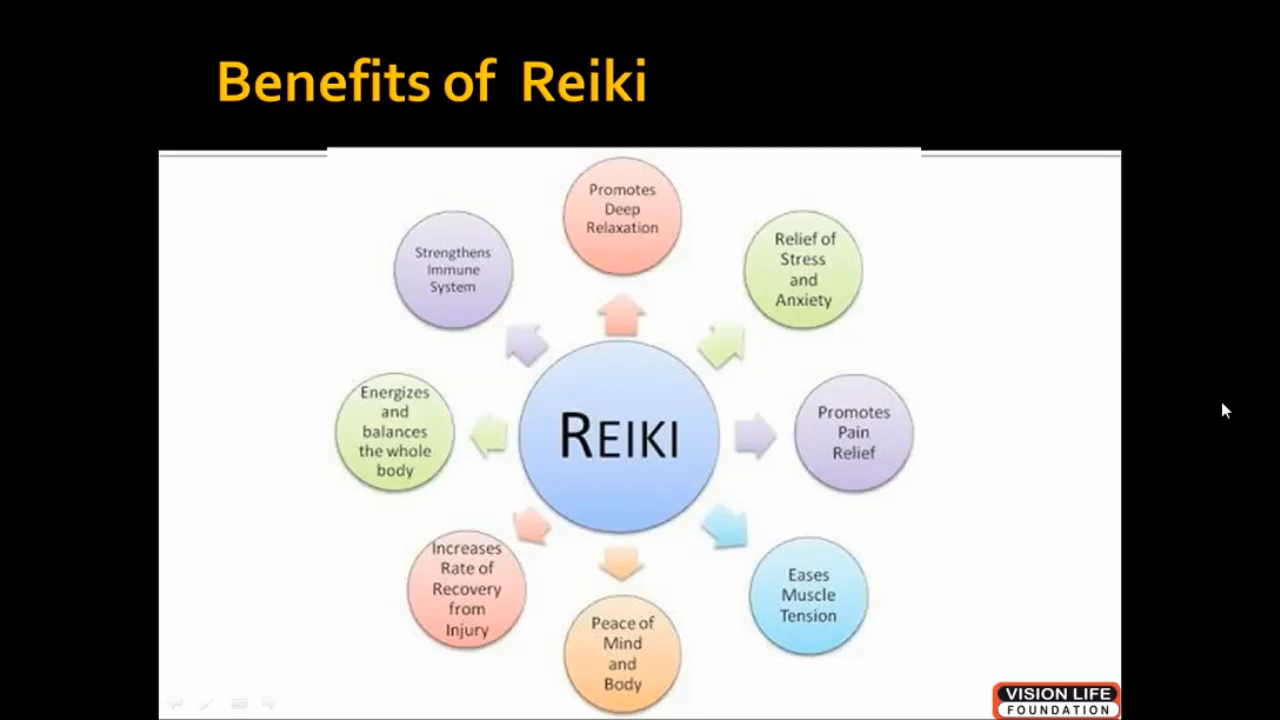 Benefits of Reiki
Promotes
Deep
Relaxation
Relief of
Stress
and
Anxiety
Promotes
Pain
Relief
Eases
Muscle
Tension
Peace of
Mind
and
Body
Increases
Rate of
Recovery
from
Injury
Energizes
and
balances
the whole
body
Strengthens
Immune
System
REIKI
VISION LIFE
FOUNDATION